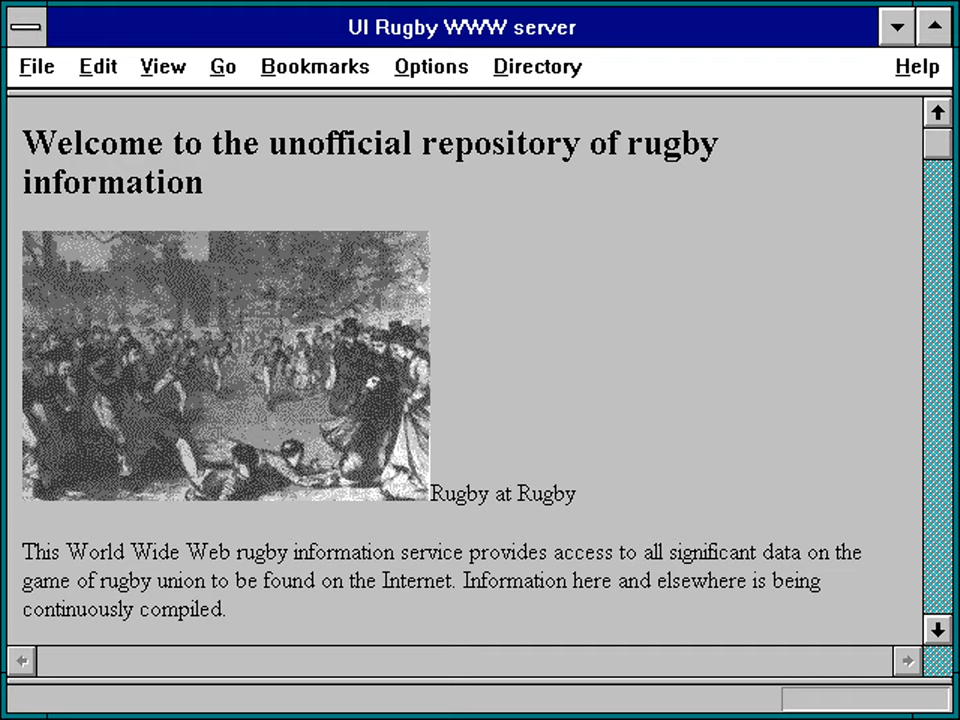 UI Rugby WWW server
File Edit View Go Bookmarks Options Directory Help
Welcome to the unofficial repository of rugby
information
Rugby at Rugby
This World Wide Web rugby information service provides access to all significant data on the
game of rugby union to be found on the Internet. Information here and elsewhere is being
continuously compiled.